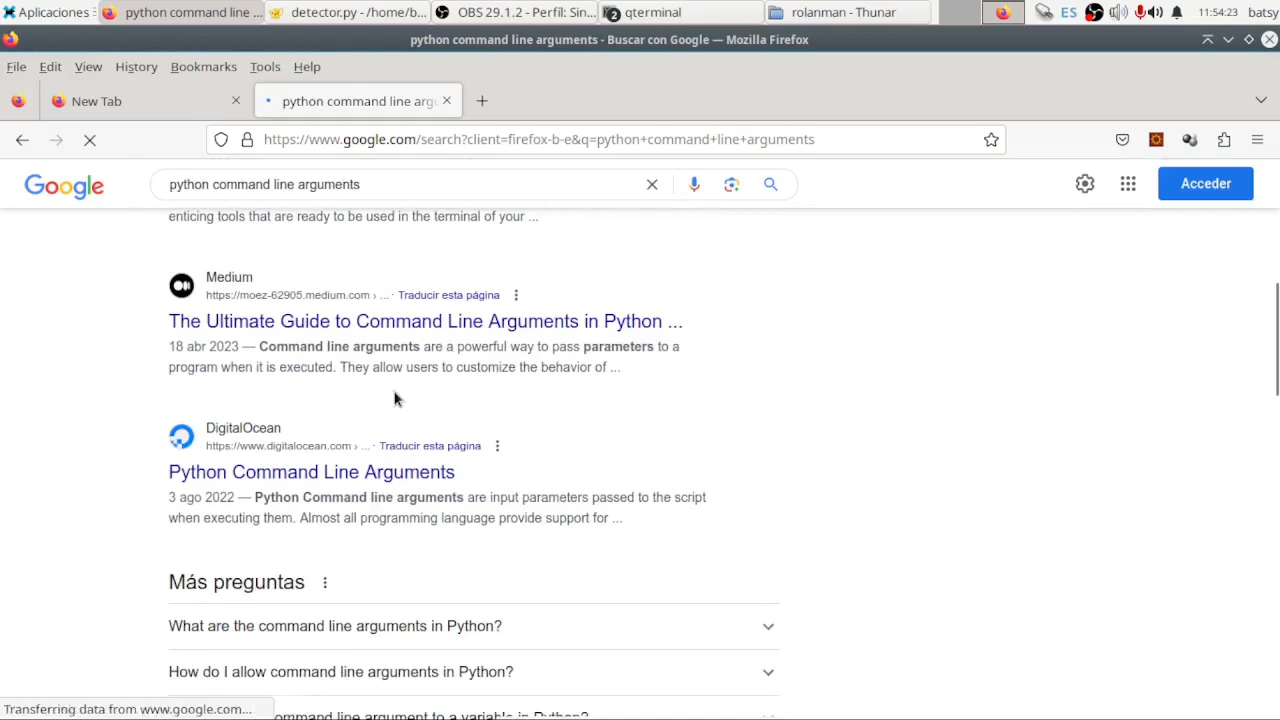 Aplicaciones
python command line ...
detector.py - /home/b...
OBS 29.1.2 - Perfil: Sin...
2 qterminal
rolanman - Thunar
ES
11:54:23
batsy
python command line arguments - Buscar con Google — Mozilla Firefox
File Edit View History Bookmarks Tools Help
New Tab
python command line arg
https://www.google.com/search?client=firefox-b-e&q=python+command+line+arguments
Google
python command line arguments
Acceder
enticing tools that are ready to be used in the terminal of your ...
Medium
https://moez-62905.medium.com › ... · Traducir esta página
The Ultimate Guide to Command Line Arguments in Python ...
18 abr 2023 — Command line arguments are a powerful way to pass parameters to a
program when it is executed. They allow users to customize the behavior of ...
DigitalOcean
https://www.digitalocean.com › ... · Traducir esta página
Python Command Line Arguments
3 ago 2022 — Python Command line arguments are input parameters passed to the script
when executing them. Almost all programming language provide support for ...
Más preguntas
What are the command line arguments in Python?
How do I allow command line arguments in Python?
command line argument to a variable in Python?
Transferring data from www.google.com...